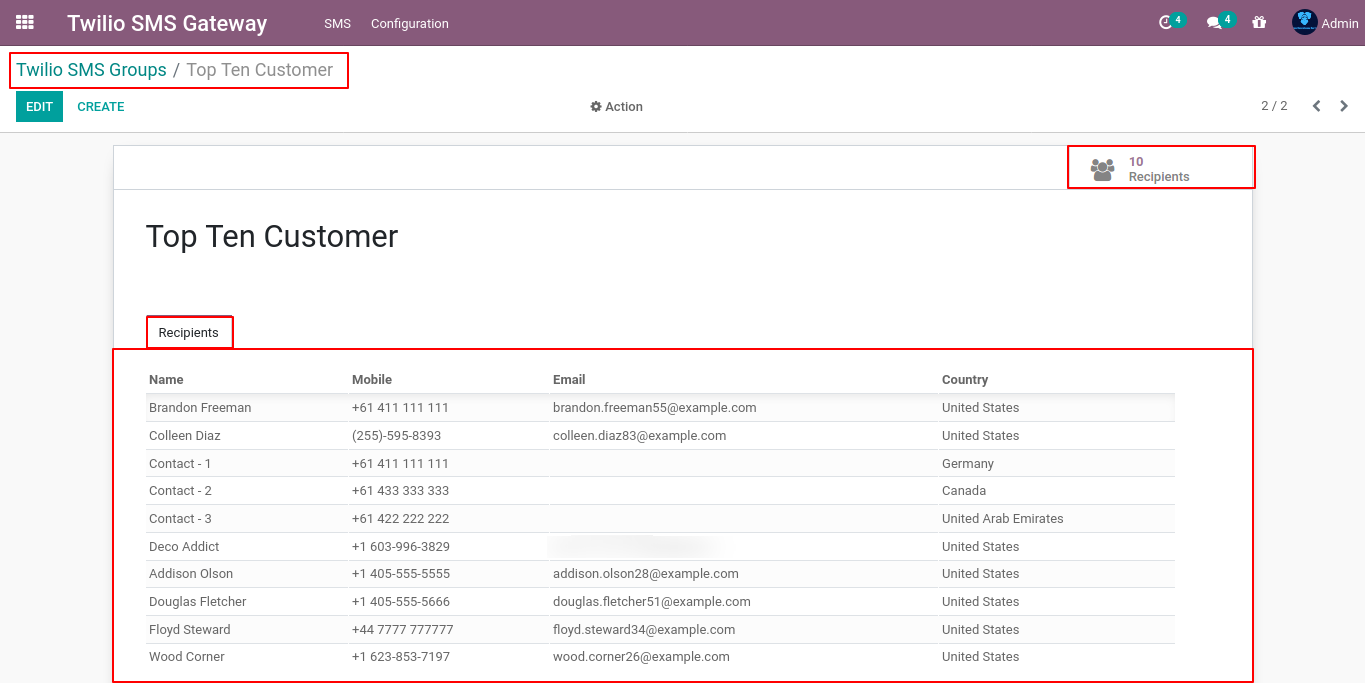 Twilio SMS Gateway SMS Configuration 4 4 Admin
Twilio SMS Groups / Top Ten Customer
EDIT CREATE Action 2 / 2
10
Recipients
Top Ten Customer
Recipients
Name Mobile Email Country
Brandon Freeman +61 411 111 111 brandon.freeman55@example.com United States
Colleen Diaz (255)-595-8393 colleen.diaz83@example.com United States
Contact - 1 +61 411 111 111 Germany
Contact - 2 +61 433 333 333 Canada
Contact - 3 +61 422 222 222 United Arab Emirates
Deco Addict +1 603-996-3829 United States
Addison Olson +1 405-555-5555 addison.olson28@example.com United States
Douglas Fletcher +1 405-555-5666 douglas.fletcher51@example.com United States
Floyd Steward +44 7777 777777 floyd.steward34@example.com United States
Wood Corner +1 623-853-7197 wood.corner26@example.com United States